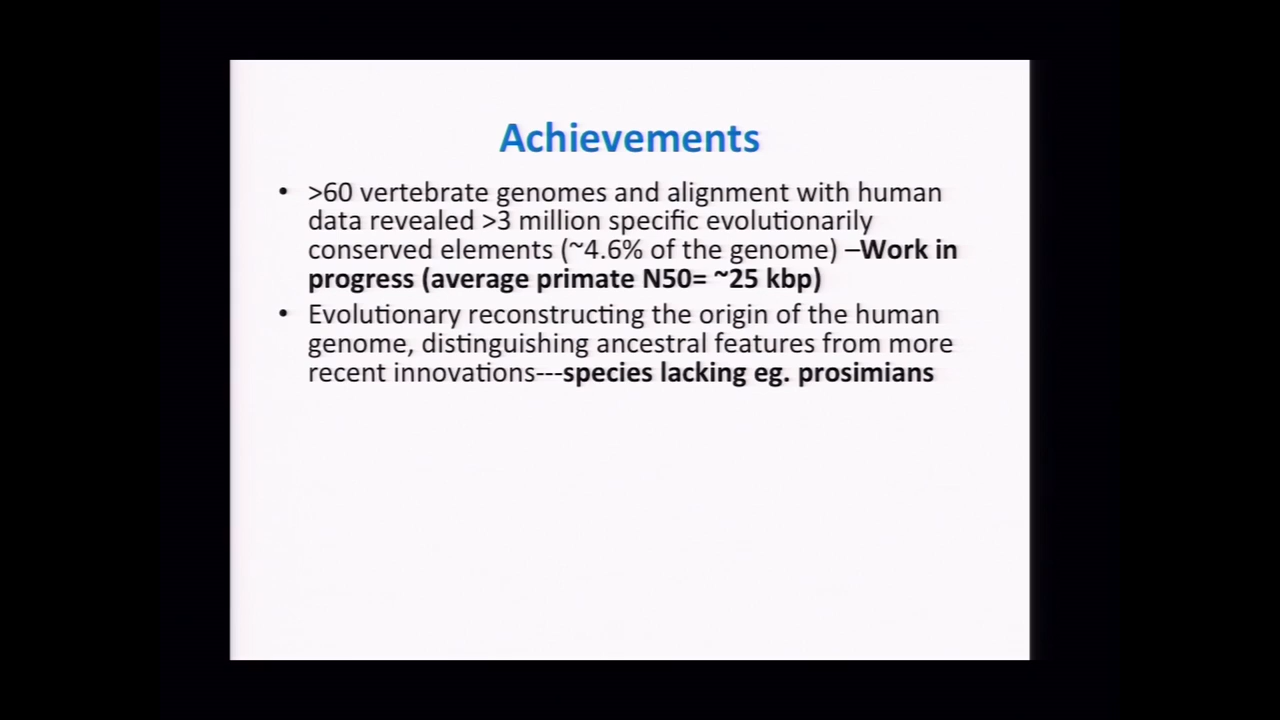 Achievements
• >60 vertebrate genomes and alignment with human
data revealed >3 million specific evolutionarily
conserved elements (~4.6% of the genome) –Work in
progress (average primate N50= ~25 kbp)
• Evolutionary reconstructing the origin of the human
genome, distinguishing ancestral features from more
recent innovations---species lacking eg. prosimians